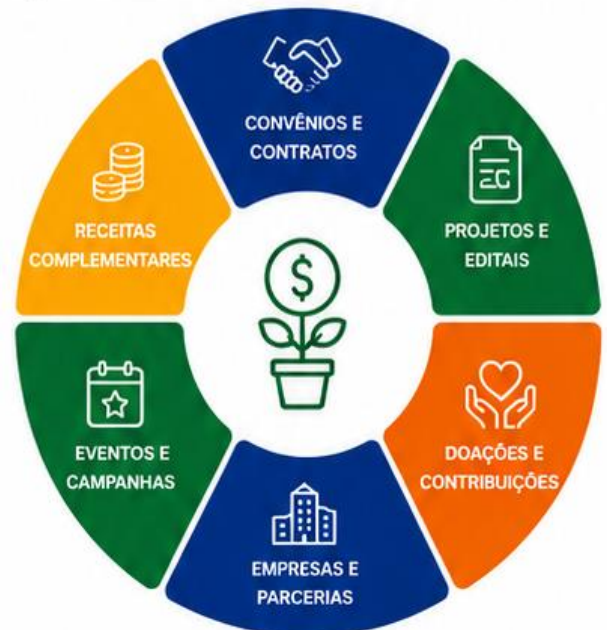 CONVÊNIOS E
CONTRATOS
PROJETOS E
EDITAIS
DOAÇÕES E
CONTRIBUIÇÕES
EMPRESAS E
PARCERIAS
EVENTOS E
CAMPANHAS
RECEITAS
COMPLEMENTARES
$